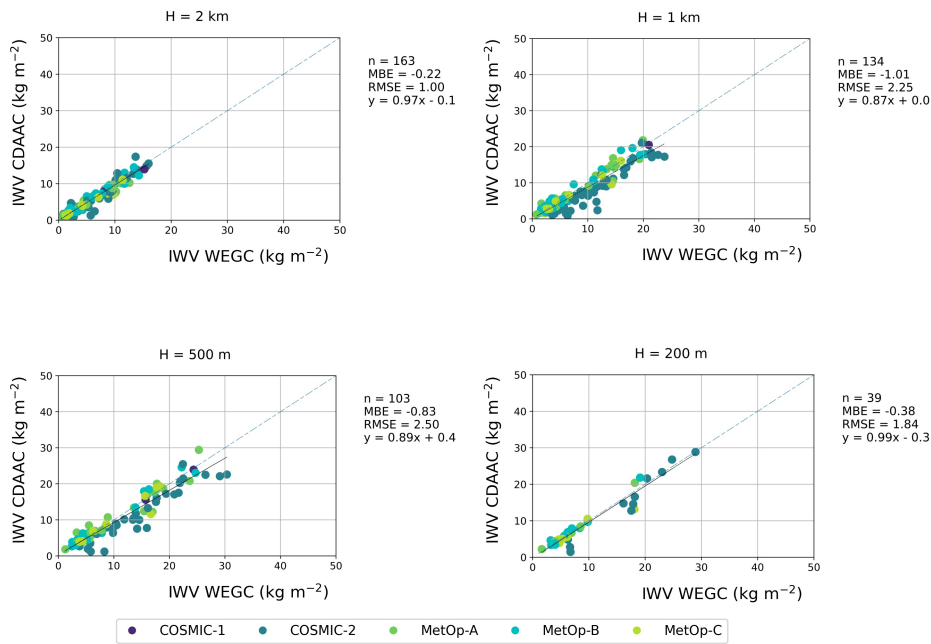 H = 2 km
50
40
30
20
10
0
0 10 20 30 40 50
IWV CDAAC (kg m⁻²)
IWV WEGC (kg m⁻²)
n = 163
MBE = -0.22
RMSE = 1.00
y = 0.97x - 0.1
H = 1 km
50
40
30
20
10
0
0 10 20 30 40 50
IWV CDAAC (kg m⁻²)
IWV WEGC (kg m⁻²)
n = 134
MBE = -1.01
RMSE = 2.25
y = 0.87x + 0.0
H = 500 m
50
40
30
20
10
0
0 10 20 30 40 50
IWV CDAAC (kg m⁻²)
IWV WEGC (kg m⁻²)
n = 103
MBE = -0.83
RMSE = 2.50
y = 0.89x + 0.4
H = 200 m
50
40
30
20
10
0
0 10 20 30 40 50
IWV CDAAC (kg m⁻²)
IWV WEGC (kg m⁻²)
n = 39
MBE = -0.38
RMSE = 1.84
y = 0.99x - 0.3
COSMIC-1 COSMIC-2 MetOp-A MetOp-B MetOp-C